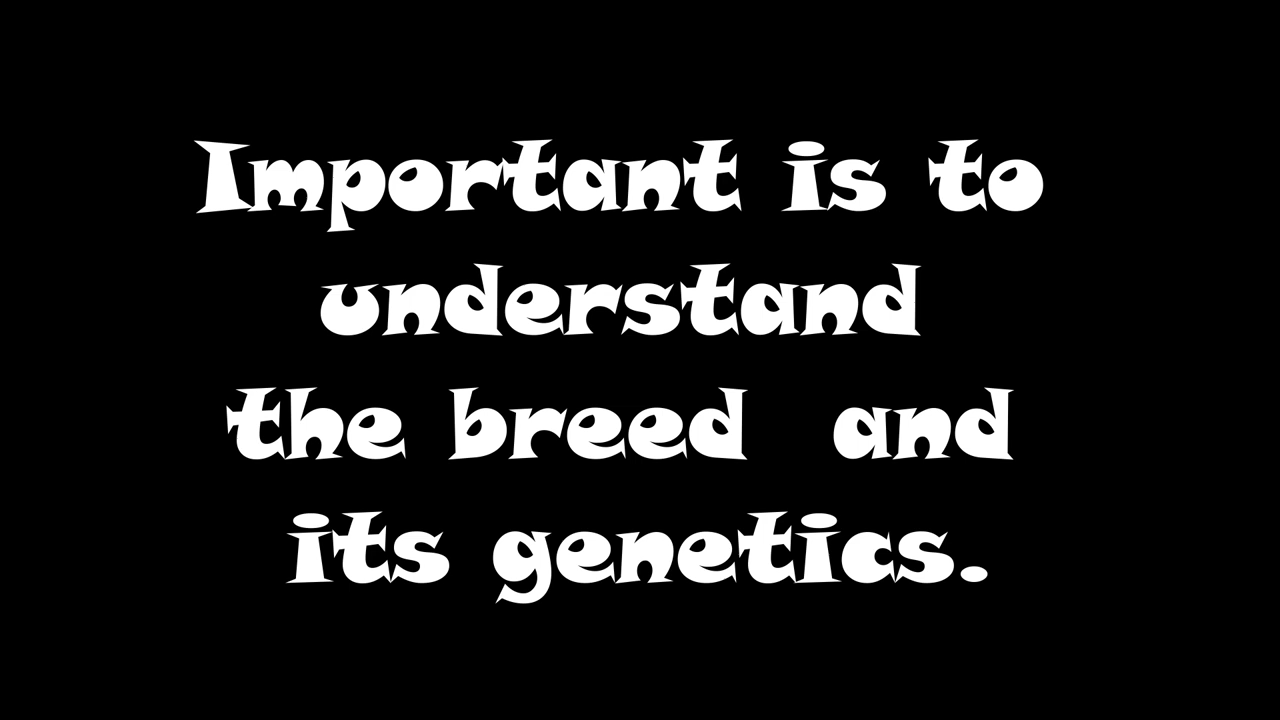 Important is to
understand
the breed  and
its genetics.